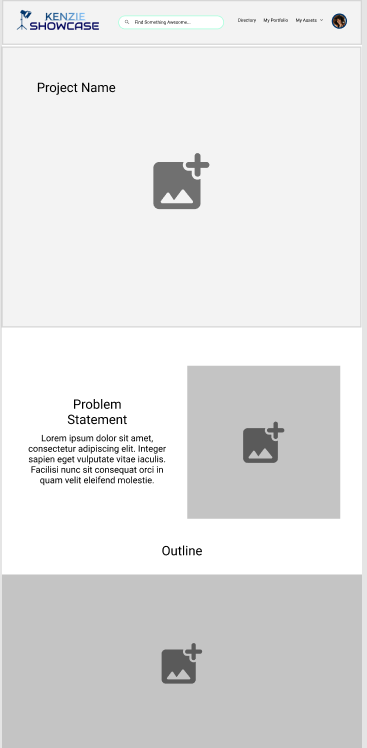 KENZIE
SHOWCASE
Find Something Awesome...
Directory
My Portfolio
My Assets
Project Name
Problem
Statement
Lorem ipsum dolor sit amet,
consectetur adipiscing elit. Integer
sapien eget vulputate vitae iaculis.
Facilisi nunc sit consequat orci in
quam velit eleifend molestie.
Outline